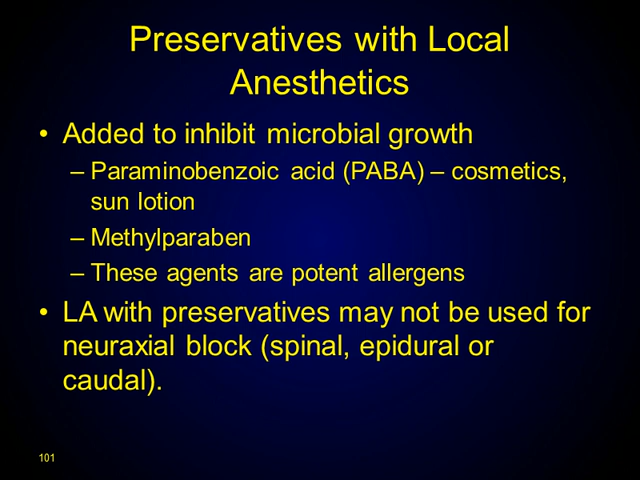 Preservatives with Local
Anesthetics
• Added to inhibit microbial growth
– Paraminobenzoic acid (PABA) – cosmetics,
sun lotion
– Methylparaben
– These agents are potent allergens
• LA with preservatives may not be used for
neuraxial block (spinal, epidural or
caudal).
101